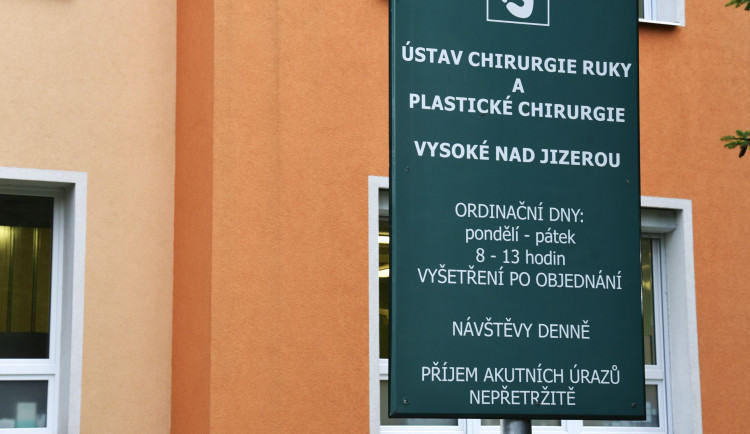 ÚSTAV CHIRURGIE RUKY
A
PLASTICKÉ CHIRURGIE
VYSOKÉ NAD JIZEROU
ORDINAČNÍ DNY:
pondělí - pátek
8 - 13 hodin
VYŠETŘENÍ PO OBJEDNÁNÍ
NÁVŠTĚVY DENNĚ
PŘÍJEM AKUTNÍCH ÚRAZŮ
NEPŘETRŽITĚ